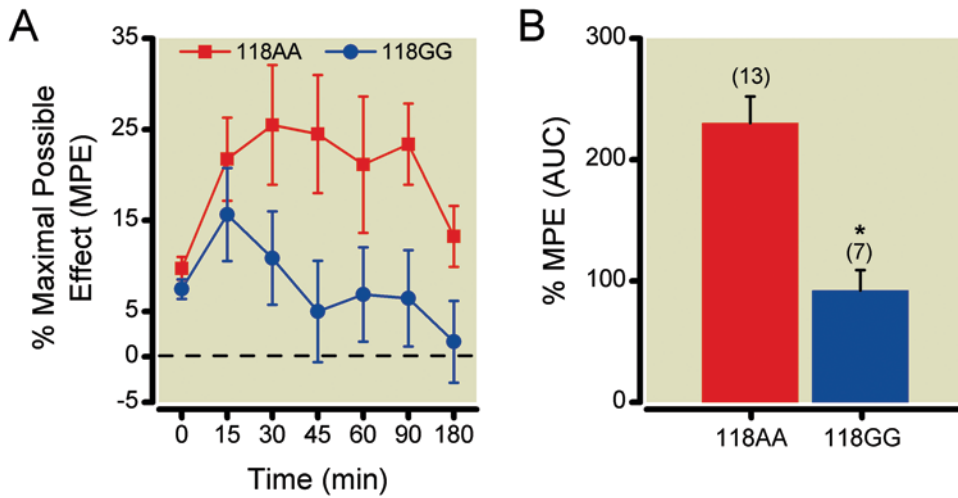 A
118AA 118GG
% Maximal Possible
Effect (MPE)
35
25
15
5
0
-5
0 15 30 45 60 90 180
Time (min)
B
% MPE (AUC)
300
200
100
0
(13)
*
(7)
118AA 118GG